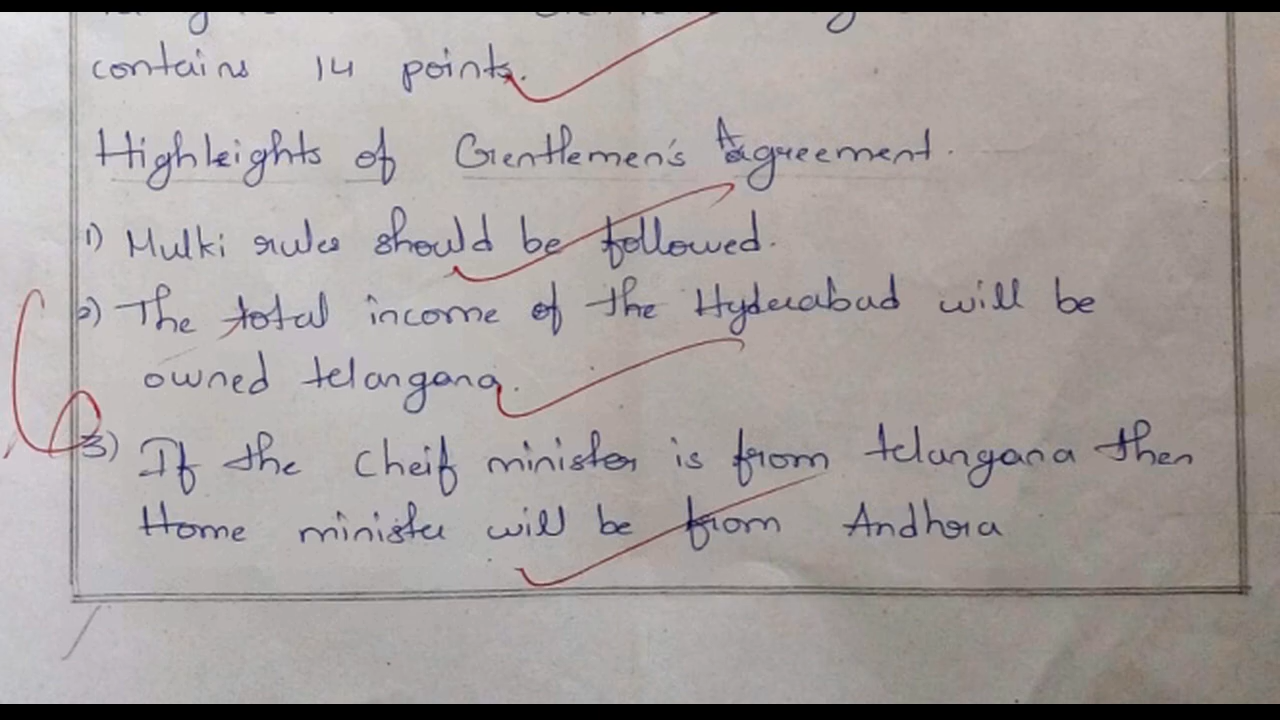 contains 14 points.
Highleights of Gentlemen's Agreement.
1) Mulki rules should be followed.
2) The total income of the Hyderabad will be
owned telangana.
3) If the Cheif minister is from telangana then
Home minister will be from Andhra